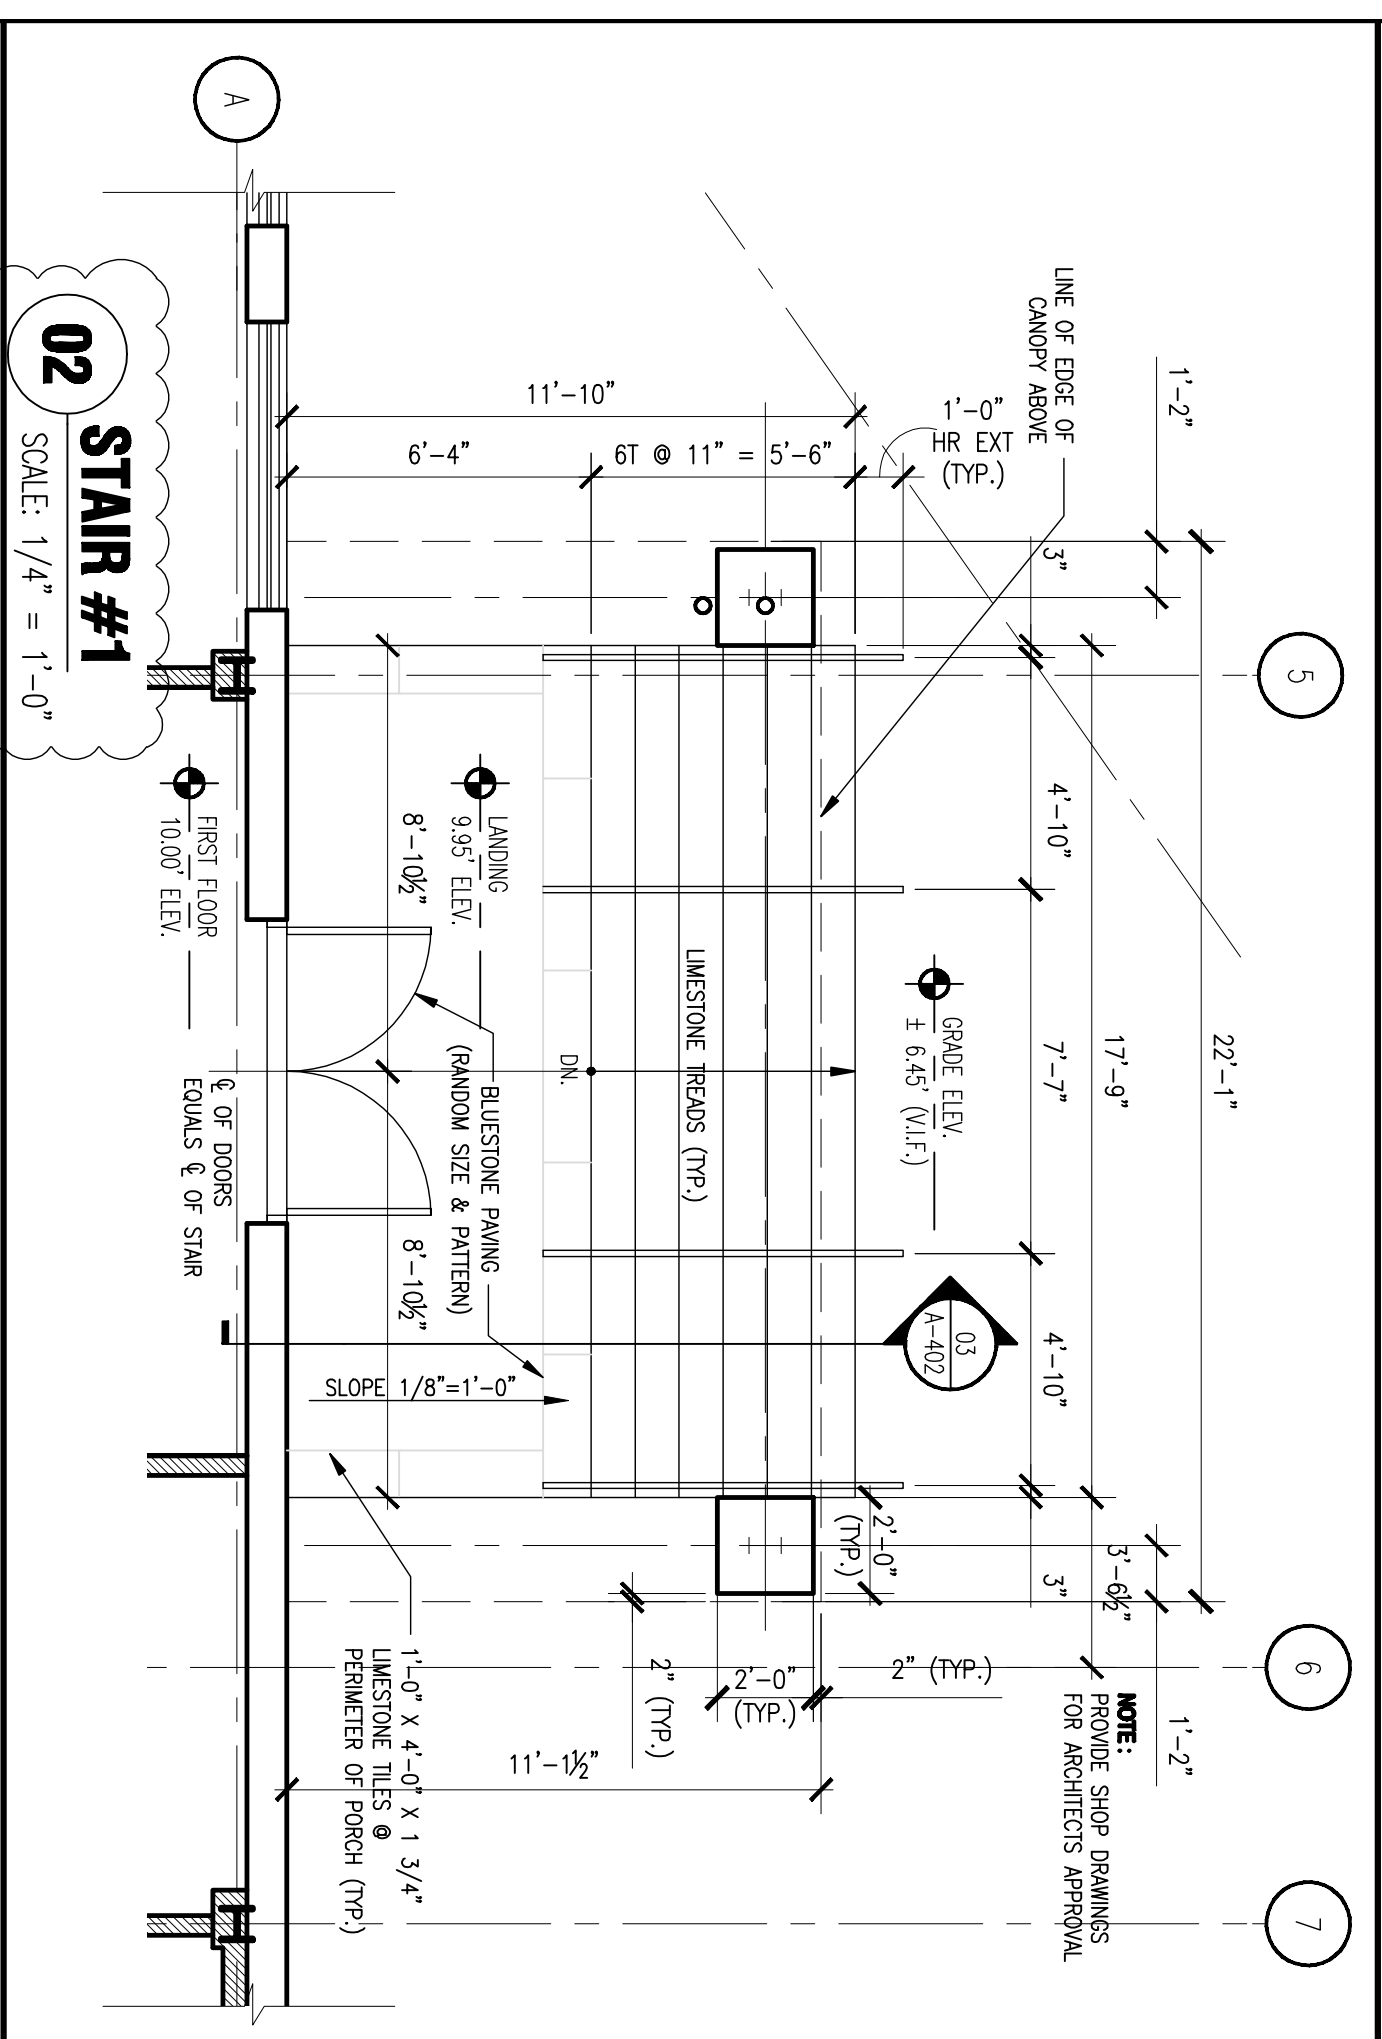 5
6
7
A
22'-1"
17'-9"
1'-2"
3'-6½"
1'-2"
3"
4'-10"
7'-7"
4'-10"
3"
NOTE:
PROVIDE SHOP DRAWINGS
FOR ARCHITECTS APPROVAL
LINE OF EDGE OF
CANOPY ABOVE
1'-0"
HR EXT
(TYP.)
GRADE ELEV.
± 6.45' (V.I.F.)
03
A-402
11'-10"
6'-4"
6T @ 11" = 5'-6"
2'-0"
(TYP.)
2" (TYP.)
2'-0"
(TYP.)
2" (TYP.)
11'-1½"
LIMESTONE TREADS (TYP.)
DN.
LANDING
9.95' ELEV.
BLUESTONE PAVING
(RANDOM SIZE & PATTERN)
8'-10½"
8'-10½"
SLOPE 1/8"=1'-0"
1'-0" X 4'-0" X 1 3/4"
LIMESTONE TILES @
PERIMETER OF PORCH (TYP.)
FIRST FLOOR
10.00' ELEV.
℄ OF DOORS
EQUALS ℄ OF STAIR
02
STAIR #1
SCALE: 1/4" = 1'-0"